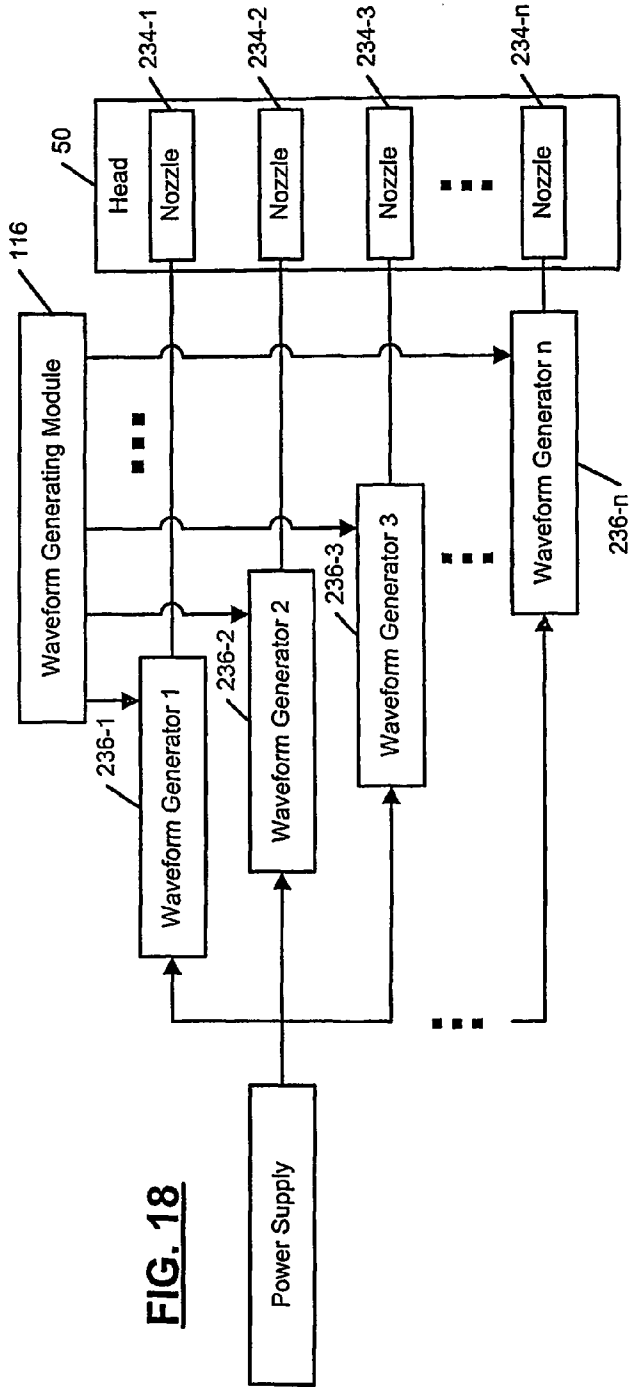 FIG. 18
Power Supply
Waveform Generating Module
116
Waveform Generator 1
236-1
Waveform Generator 2
236-2
Waveform Generator 3
236-3
Waveform Generator n
236-n
Head
50
Nozzle
234-1
Nozzle
234-2
Nozzle
234-3
Nozzle
234-n